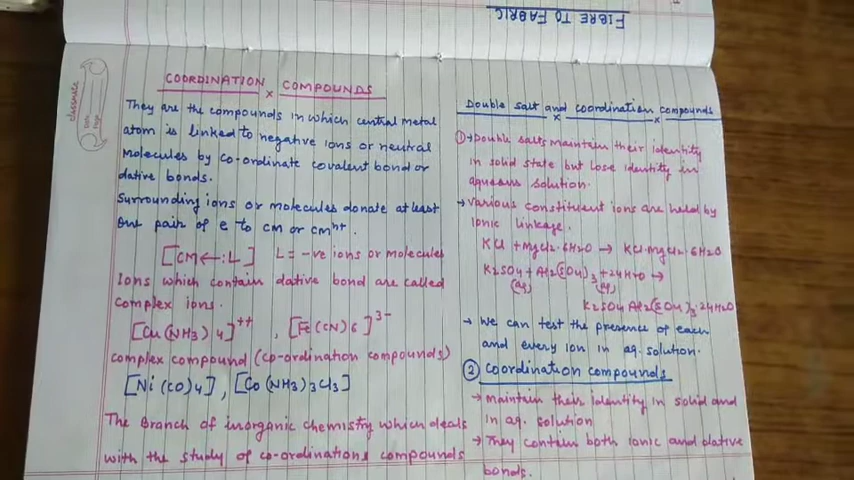 FIBRE TO FABRIC
classmate
Date
Page
COORDINATION x COMPOUNDS
They are the compounds in which central metal
atom is linked to negative ions or neutral
molecules by co-ordinate covalent bond or
dative bonds.
Surrounding ions or molecules donate at least
one pair of e to CM or CMⁿ⁺.
[CM←:L] L = -ve ions or molecules
Ions which contain dative bond are called
complex ions.
[Cu(NH3)4]⁺⁺, [Fe(CN)6]³⁻
complex compound (co-ordination compounds)
[Ni(CO)4], [Co(NH3)3Cl3]
The Branch of inorganic chemistry which deals
with the study of co-ordinations compounds
Double salt and coordination compounds
① → Double salts maintain their identity
in solid state but lose identity in
aqueous solution.
→ Various constituent ions are held by
ionic linkage.
KCl + MgCl2·6H2O → KCl·MgCl2·6H2O
K2SO4 + Al2(SO4)3 + 24H2O →
(aq) (aq)
K2SO4 Al2(SO4)3·24H2O
→ We can test the presence of each
and every ion in aq. solution.
② Coordination compounds
→ maintain their identity in solid and
in aq. solution
→ They contain both ionic and dative
bonds.